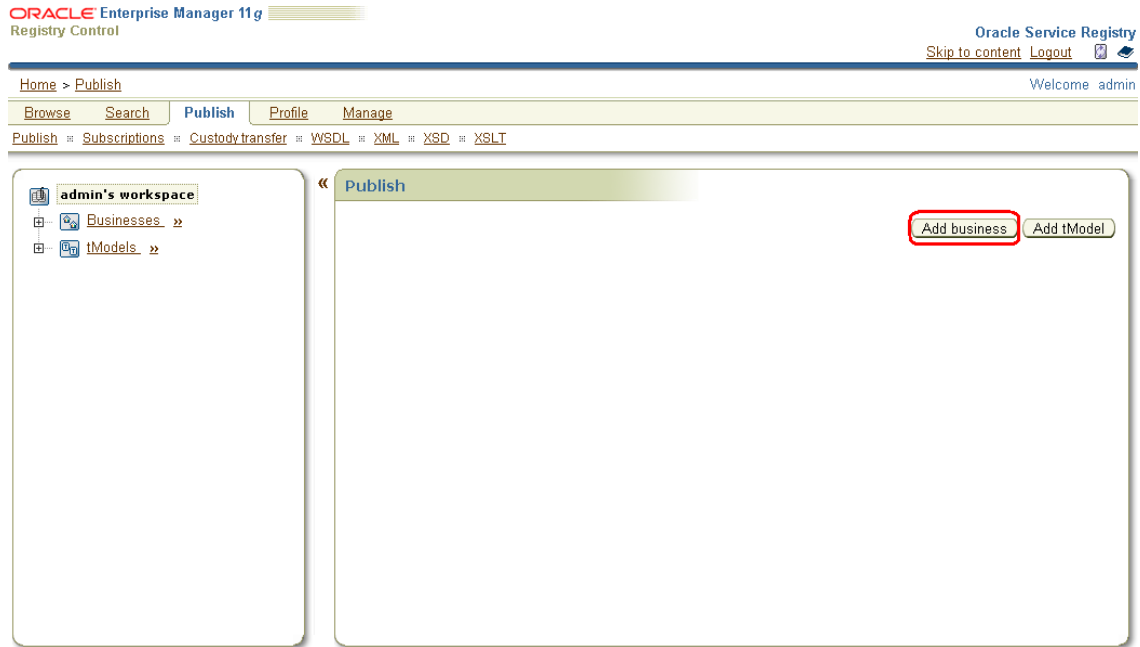 ORACLE Enterprise Manager 11g
Registry Control
Oracle Service Registry
Skip to content Logout
Home > Publish
Welcome admin
Browse Search Publish Profile Manage
Publish Subscriptions Custody transfer WSDL XML XSD XSLT
admin's workspace
Businesses »
tModels »
«
Publish
Add business Add tModel